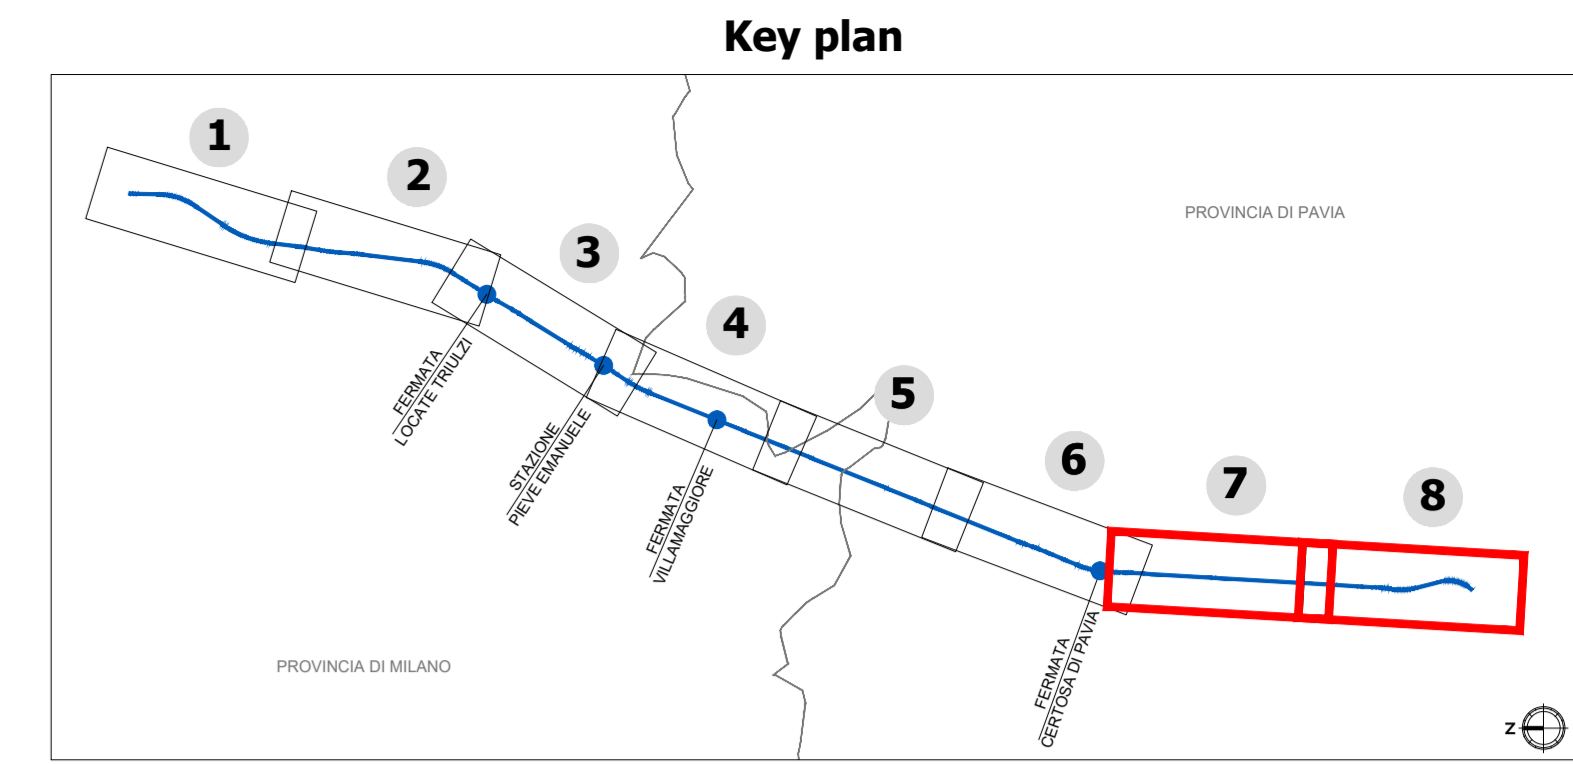 Key plan
1
2
3
4
5
6
7
8
PROVINCIA DI PAVIA
FERMATA
LOCATE TRIULZI
STAZIONE
PIEVE EMANUELE
FERMATA
VILLAMAGGIORE
FERMATA
CERTOSA DI PAVIA
PROVINCIA DI MILANO
Z